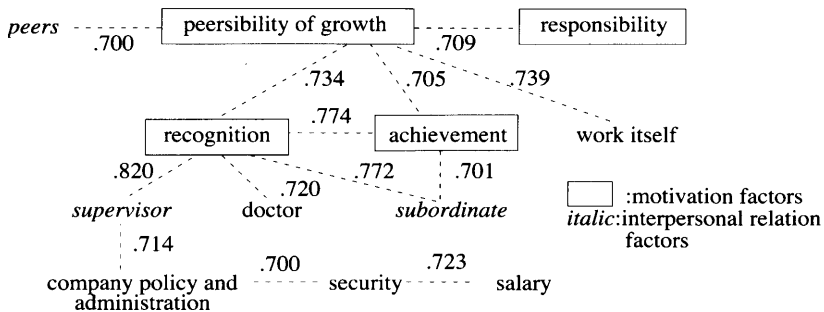 peers
.700
peersibility of growth
.709
responsibility
.734
.705
.739
recognition
.774
achievement
work itself
.820
.720
.772
.701
supervisor
doctor
subordinate
:motivation factors
italic:interpersonal relation
factors
.714
company policy and
administration
.700
security
.723
salary